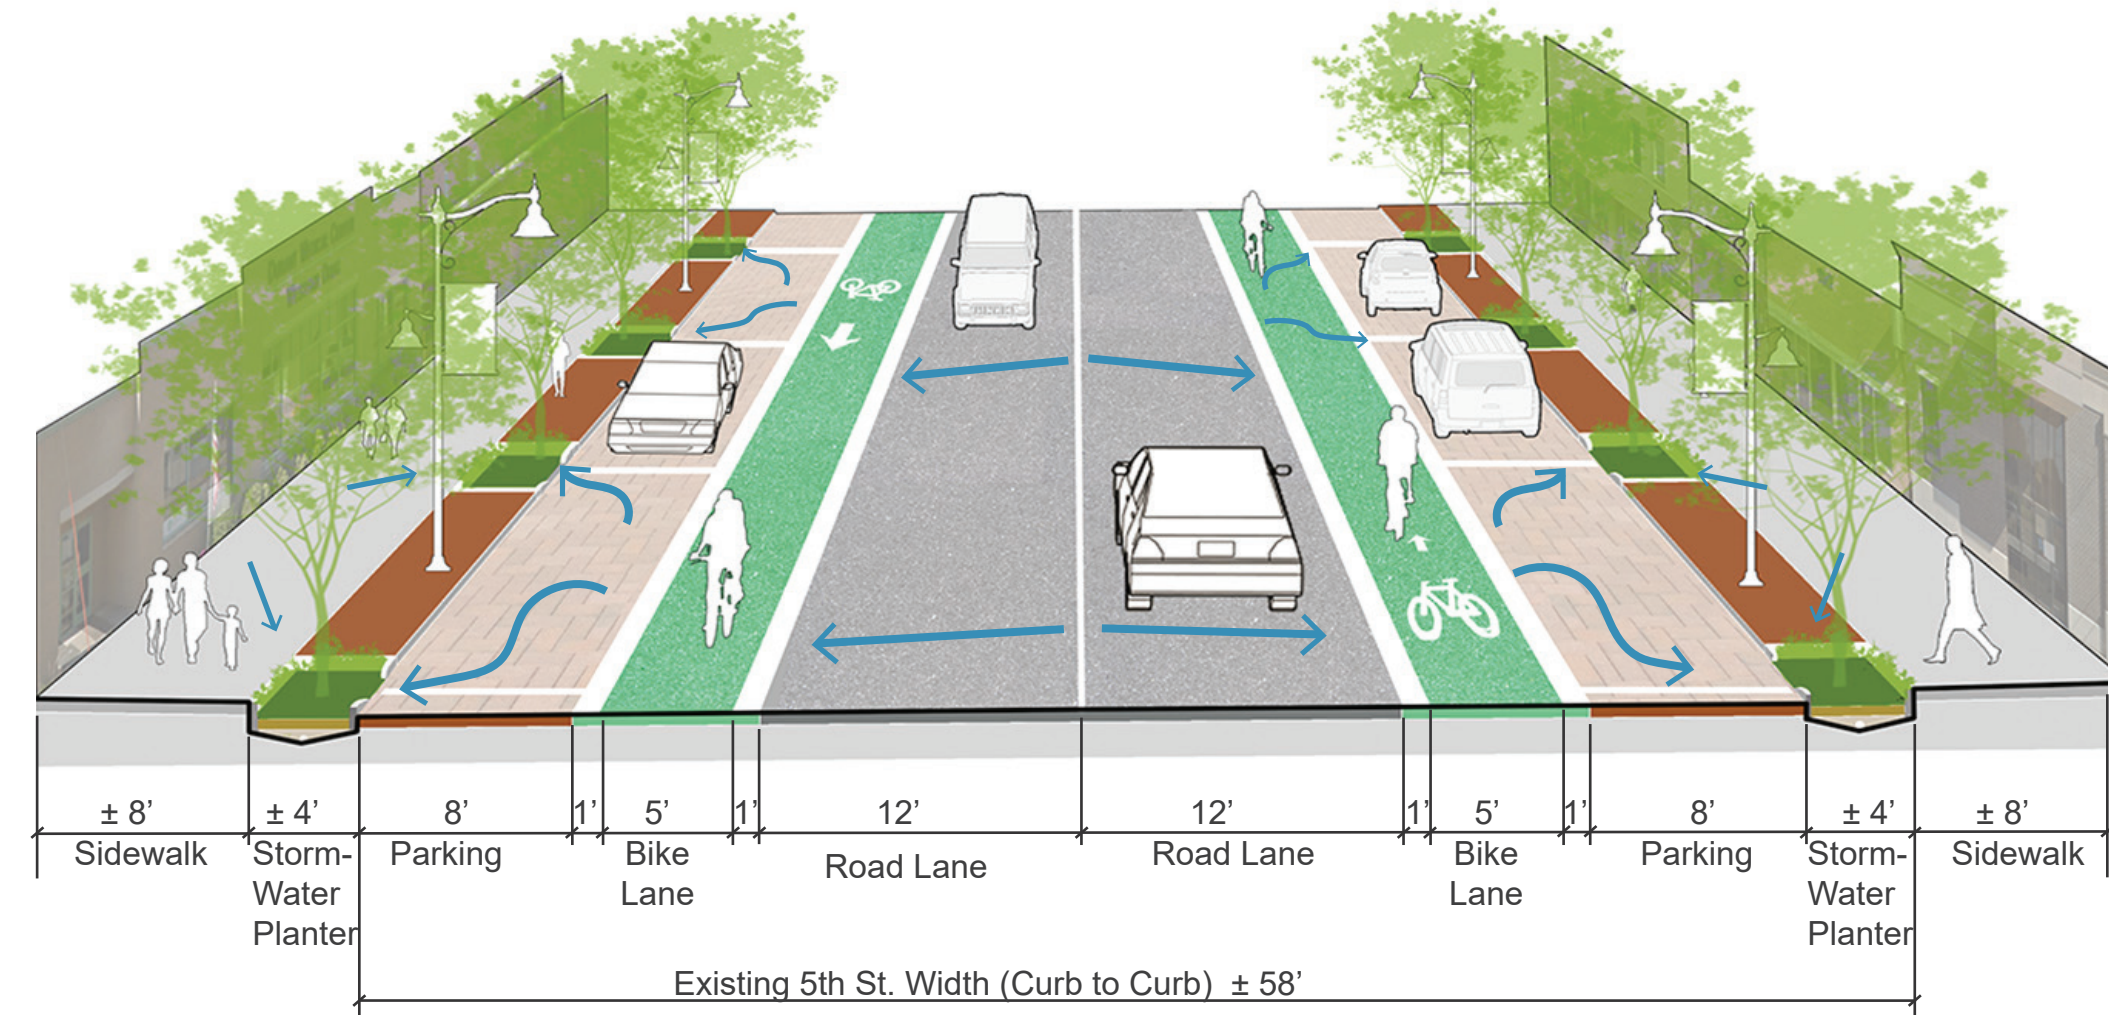 ± 8’ ± 4’ 8’ 1’ 5’ 1’ 12’ 12’ 1’ 5’ 1’ 8’ ± 4’ ± 8’
Sidewalk Storm- Parking Bike Road Lane Road Lane Bike Parking Storm- Sidewalk
Water Lane Lane Water
Planter Planter
Existing 5th St. Width (Curb to Curb) ± 58’